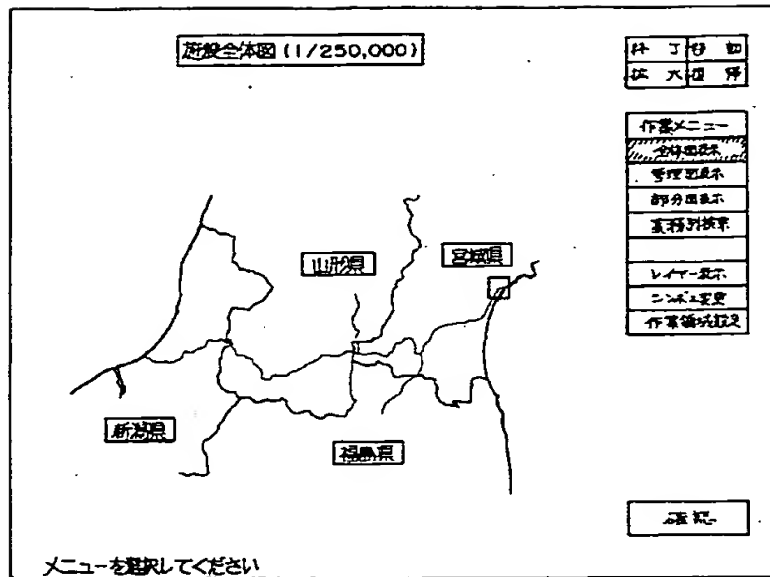 施設全体図(1/250,000)
終了 移動
拡大 復帰
作業メニュー
全体図表示
管理図表示
部分図表示
業種別検索
山形県
宮城県
レイヤー表示
シンボル変更
作業領域設定
新潟県
福島県
確認
メニューを選択してください